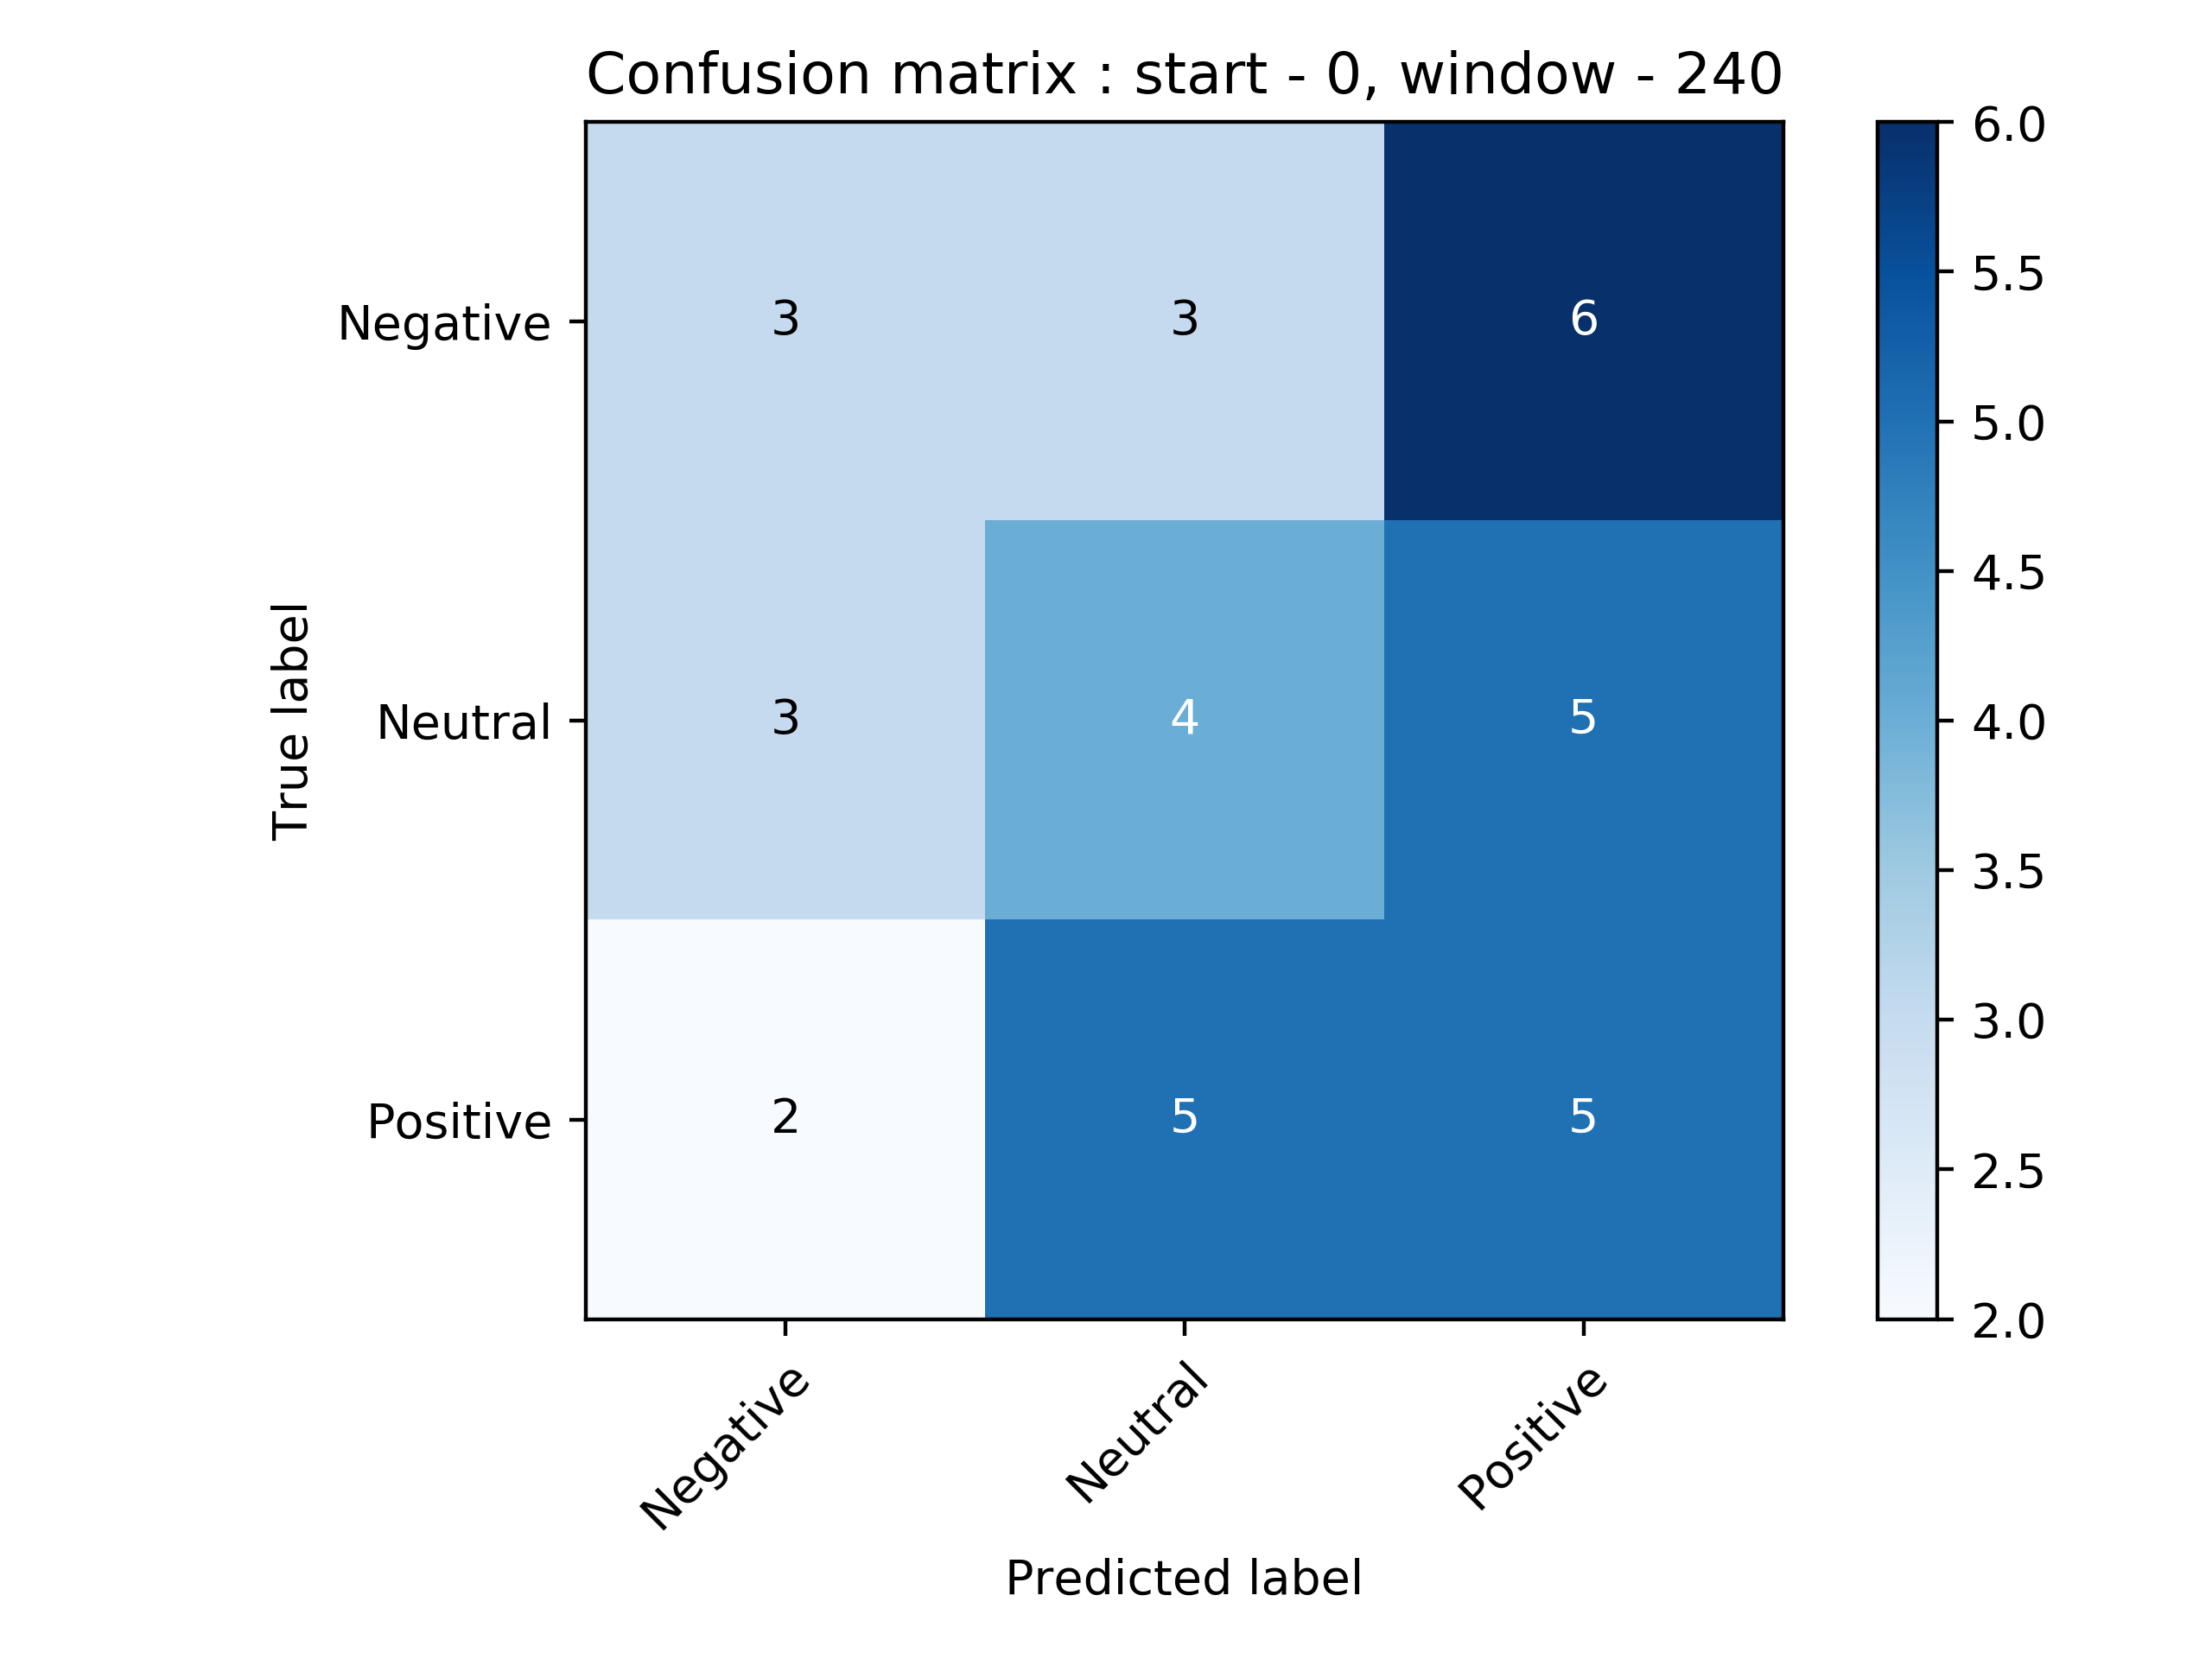 Confusion matrix : start - 0, window - 240
True label
Negative
3
3
6
Neutral
3
4
5
Positive
2
5
5
Negative
Neutral
Positive
Predicted label
6.0
5.5
5.0
4.5
4.0
3.5
3.0
2.5
2.0